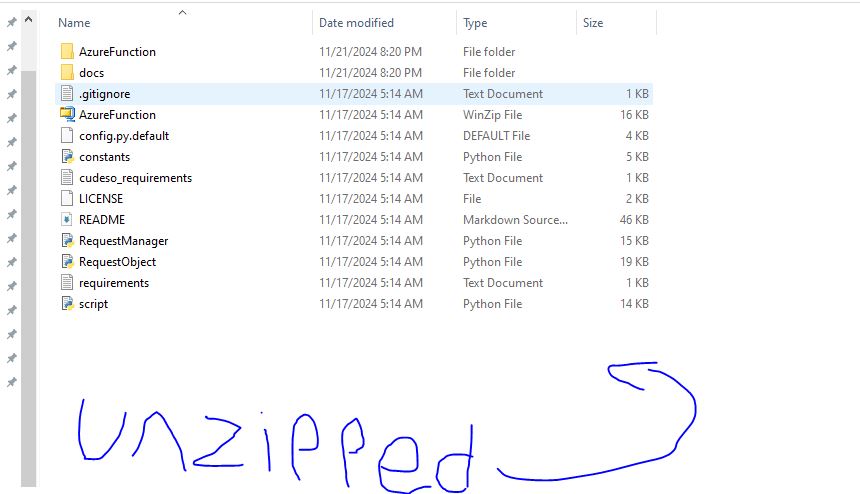 Name Date modified Type Size
AzureFunction 11/21/2024 8:20 PM File folder
docs 11/21/2024 8:20 PM File folder
.gitignore 11/17/2024 5:14 AM Text Document 1 KB
AzureFunction 11/17/2024 5:14 AM WinZip File 16 KB
config.py.default 11/17/2024 5:14 AM DEFAULT File 4 KB
constants 11/17/2024 5:14 AM Python File 5 KB
cudeso_requirements 11/17/2024 5:14 AM Text Document 1 KB
LICENSE 11/17/2024 5:14 AM File 2 KB
README 11/17/2024 5:14 AM Markdown Source... 46 KB
RequestManager 11/17/2024 5:14 AM Python File 15 KB
RequestObject 11/17/2024 5:14 AM Python File 19 KB
requirements 11/17/2024 5:14 AM Text Document 1 KB
script 11/17/2024 5:14 AM Python File 14 KB
unzipped